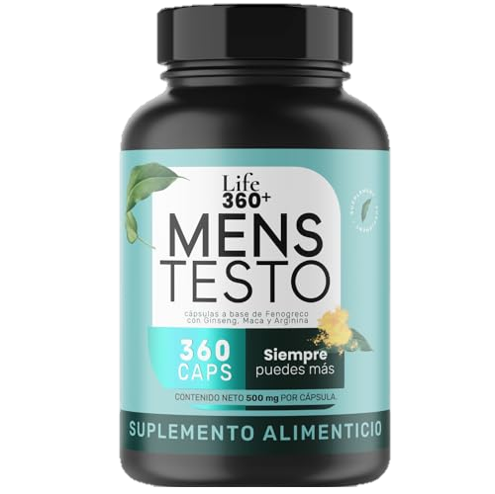 Life
360+
MENS
TESTO
cápsulas a base de Fenogreco
con Ginseng, Maca y Arginina
360
CAPS
Siempre
puedes más
CONTENIDO NETO 500 mg POR CÁPSULA.
SUPLEMENTO ALIMENTICIO